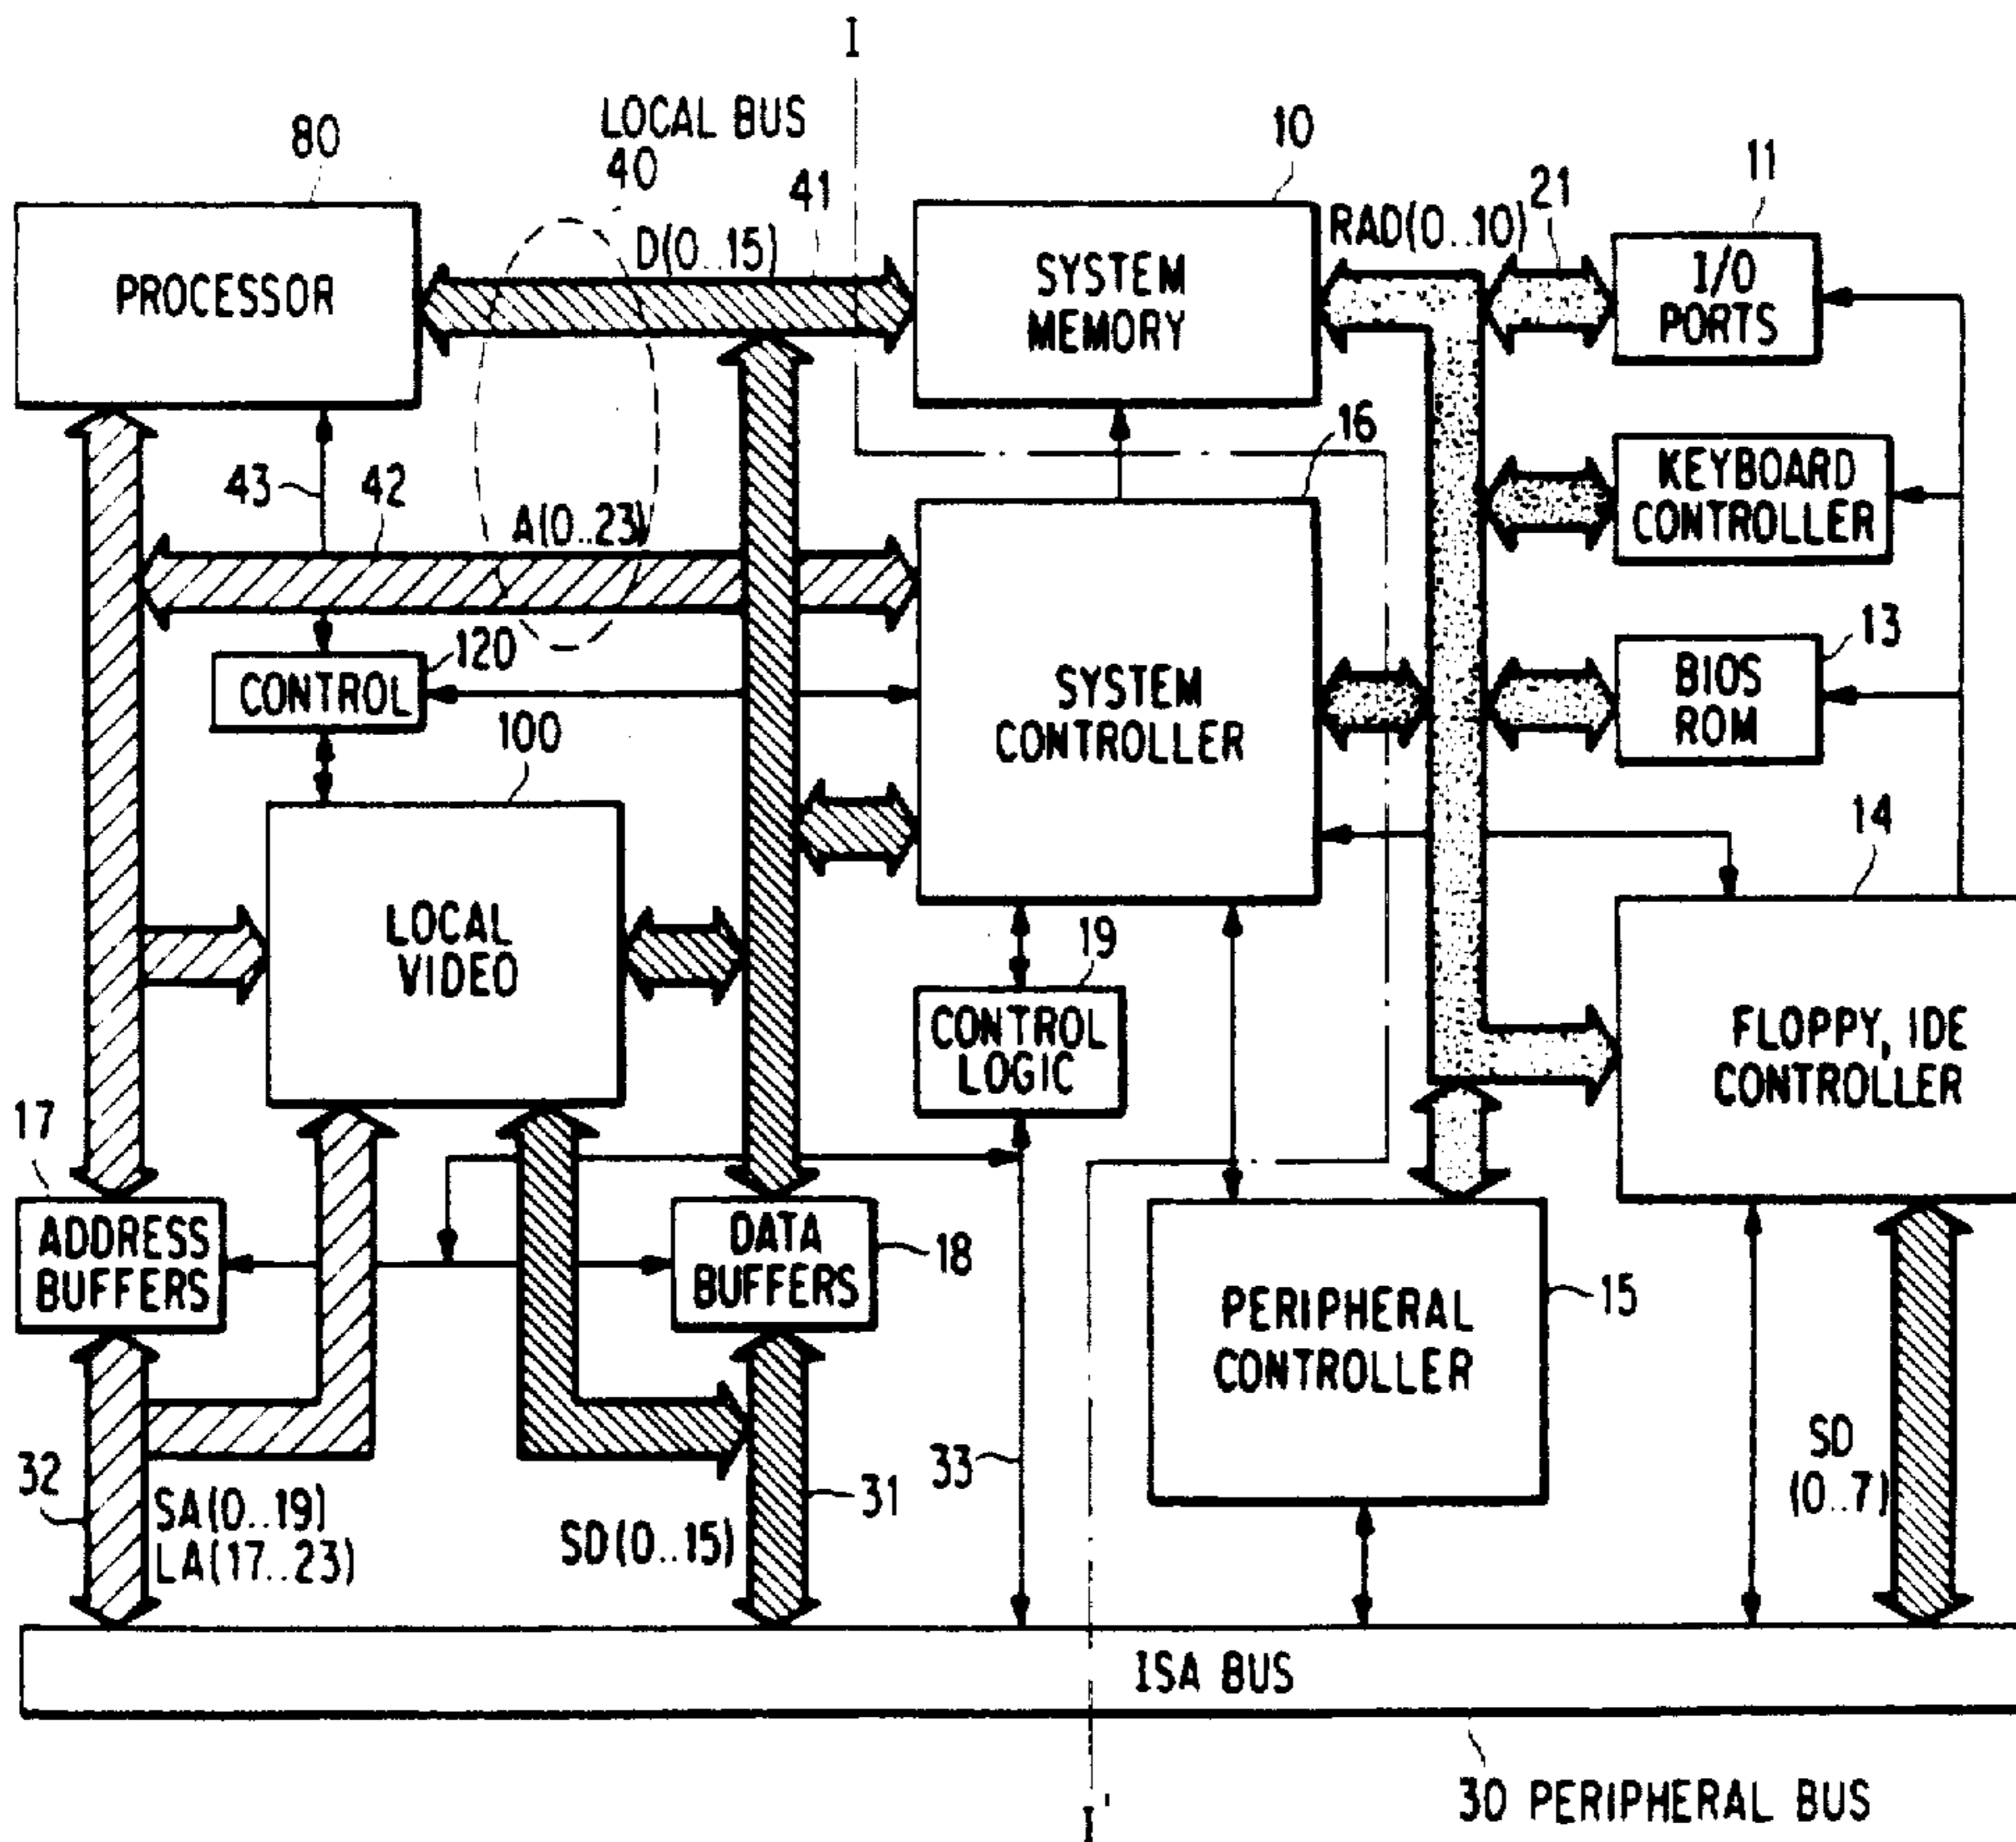 I
LOCAL BUS
40
80
41
10
11
21
D(0..15)
RAD(0..10)
PROCESSOR
SYSTEM
MEMORY
I/O
PORTS
16
43
42
A(0..23)
KEYBOARD
CONTROLLER
120
CONTROL
100
SYSTEM
CONTROLLER
13
BIOS
ROM
14
LOCAL
VIDEO
19
CONTROL
LOGIC
FLOPPY, IDE
CONTROLLER
17
ADDRESS
BUFFERS
DATA
BUFFERS
18
PERIPHERAL
CONTROLLER
15
32
SA(0..19)
LA(17..23)
SD(0..15)
31
33
SD
(0..7)
ISA BUS
30 PERIPHERAL BUS
I'